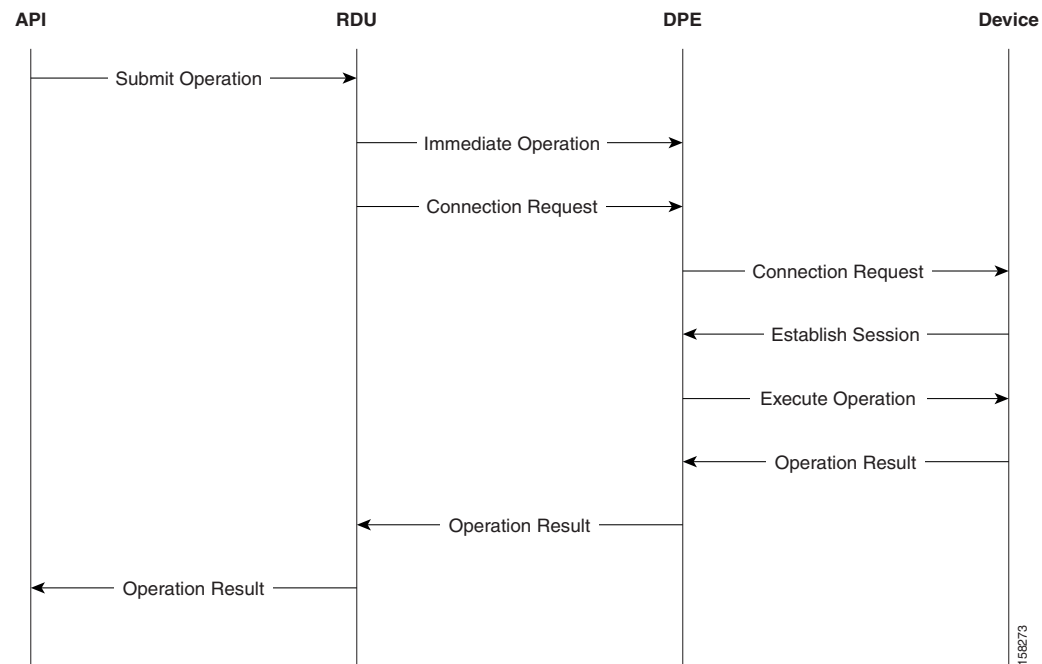 API RDU DPE Device
Submit Operation
Immediate Operation
Connection Request
Connection Request
Establish Session
Execute Operation
Operation Result
Operation Result
Operation Result
158273